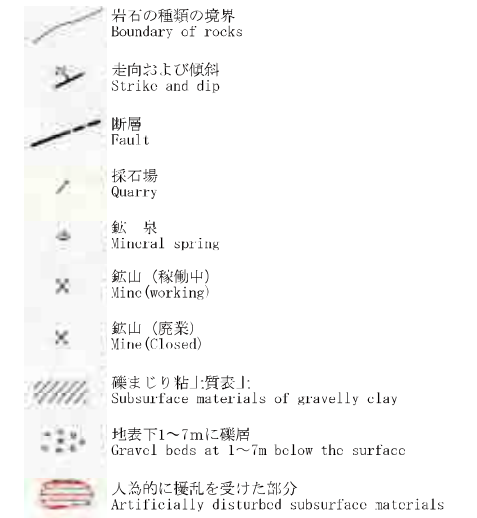 岩石の種類の境界
Boundary of rocks
走向および傾斜
Strike and dip
断層
Fault
採石場
Quarry
鉱　泉
Mineral spring
鉱山（稼働中）
Mine(working)
鉱山（廃業）
Mine(Closed)
礫まじり粘土質表土
Subsurface materials of gravelly clay
地表下1～7mに礫層
Gravel beds at 1～7m below the surface
人為的に擾乱を受けた部分
Artificially disturbed subsurface materials